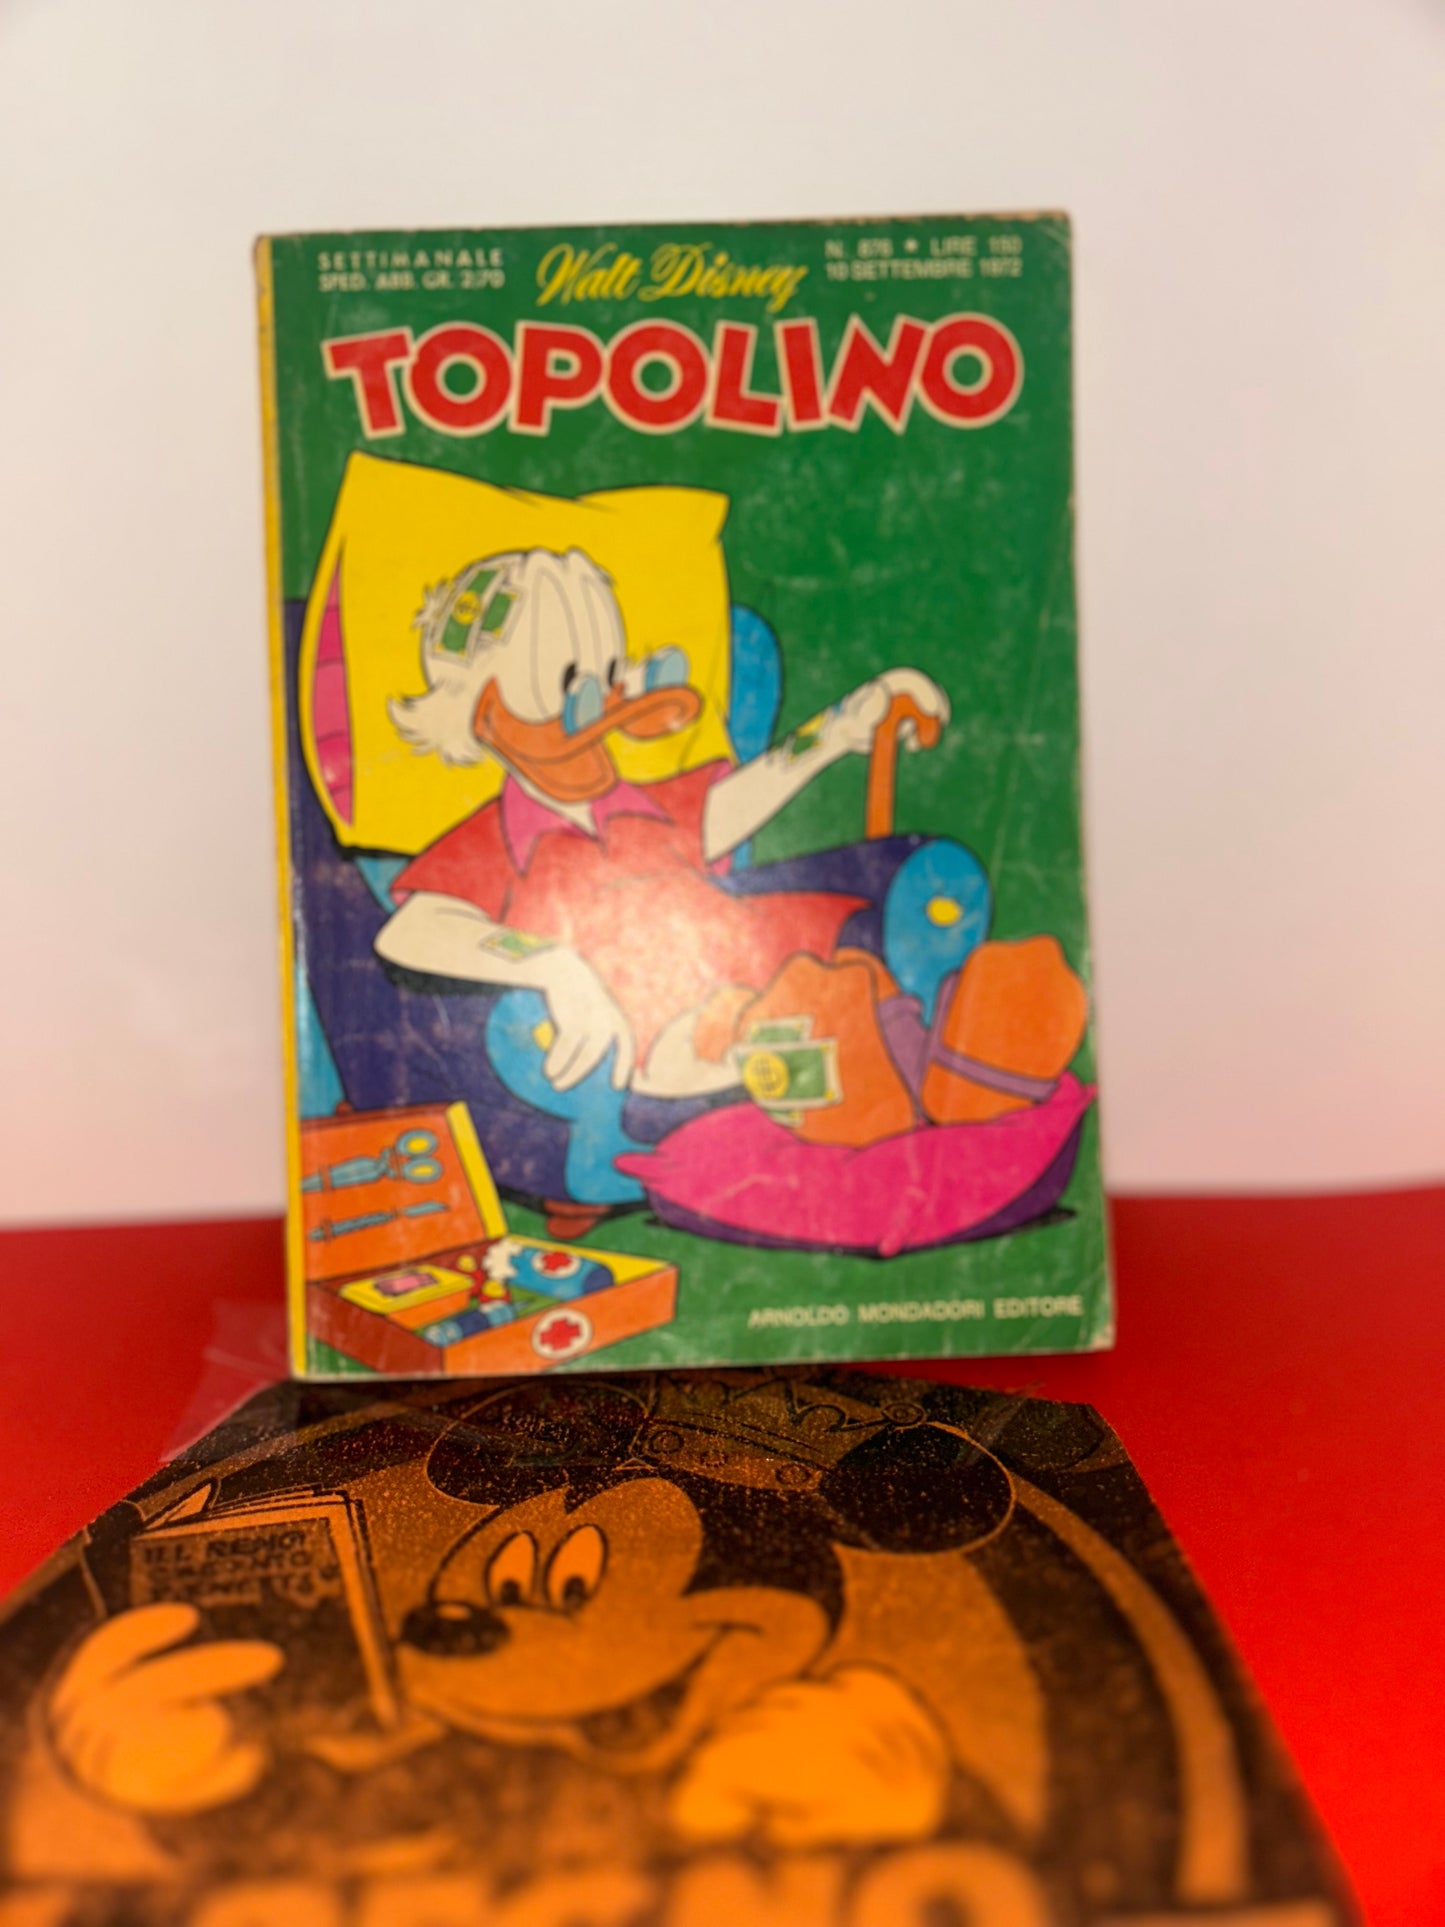 SETTIMANALE
SPED. ABB. GR. 2/70
Walt Disney
N. 876 • LIRE 150
10 SETTEMBRE 1972
TOPOLINO
ARNOLDO MONDADORI EDITORE